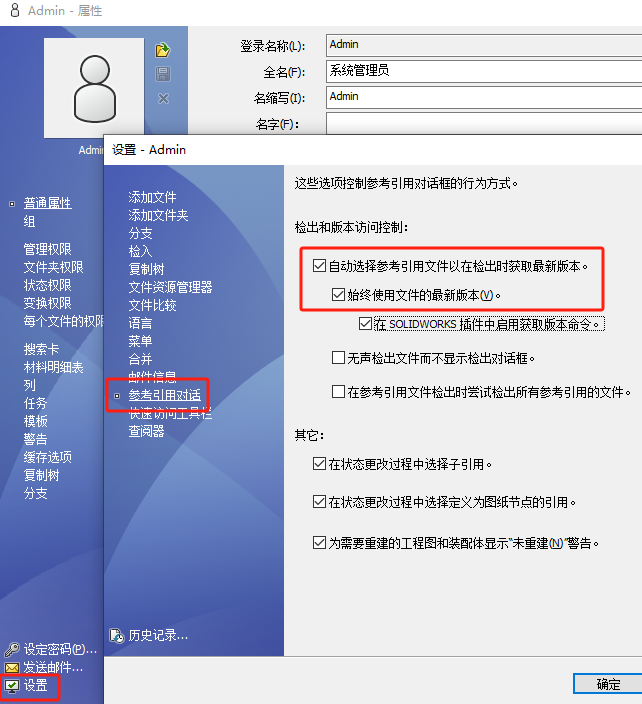 Admin - 属性
登录名称(L):
Admin
全名(F):
系统管理员
名缩写(I):
Admin
名字(F):
Admin
普通属性
组
管理权限
文件夹权限
状态权限
变换权限
每个文件的权限
搜索卡
材料明细表
列
任务
模板
警告
缓存选项
复制树
分支
设定密码(P)...
发送邮件...
设置
设置 - Admin
添加文件
添加文件夹
分支
检入
复制树
文件资源管理器
文件比较
语言
菜单
合并
邮件信息
参考引用对话
快速访问工具栏
查阅器
历史记录...
这些选项控制参考引用对话框的行为方式。
检出和版本访问控制:
自动选择参考引用文件以在检出时获取最新版本。
始终使用文件的最新版本(V)。
在 SOLIDWORKS 插件中启用获取版本命令。
无声检出文件而不显示检出对话框。
在参考引用文件检出时尝试检出所有参考引用的文件。
其它:
在状态更改过程中选择子引用。
在状态更改过程中选择定义为图纸节点的引用。
为需要重建的工程图和装配体显示"未重建(N)"警告。
确定